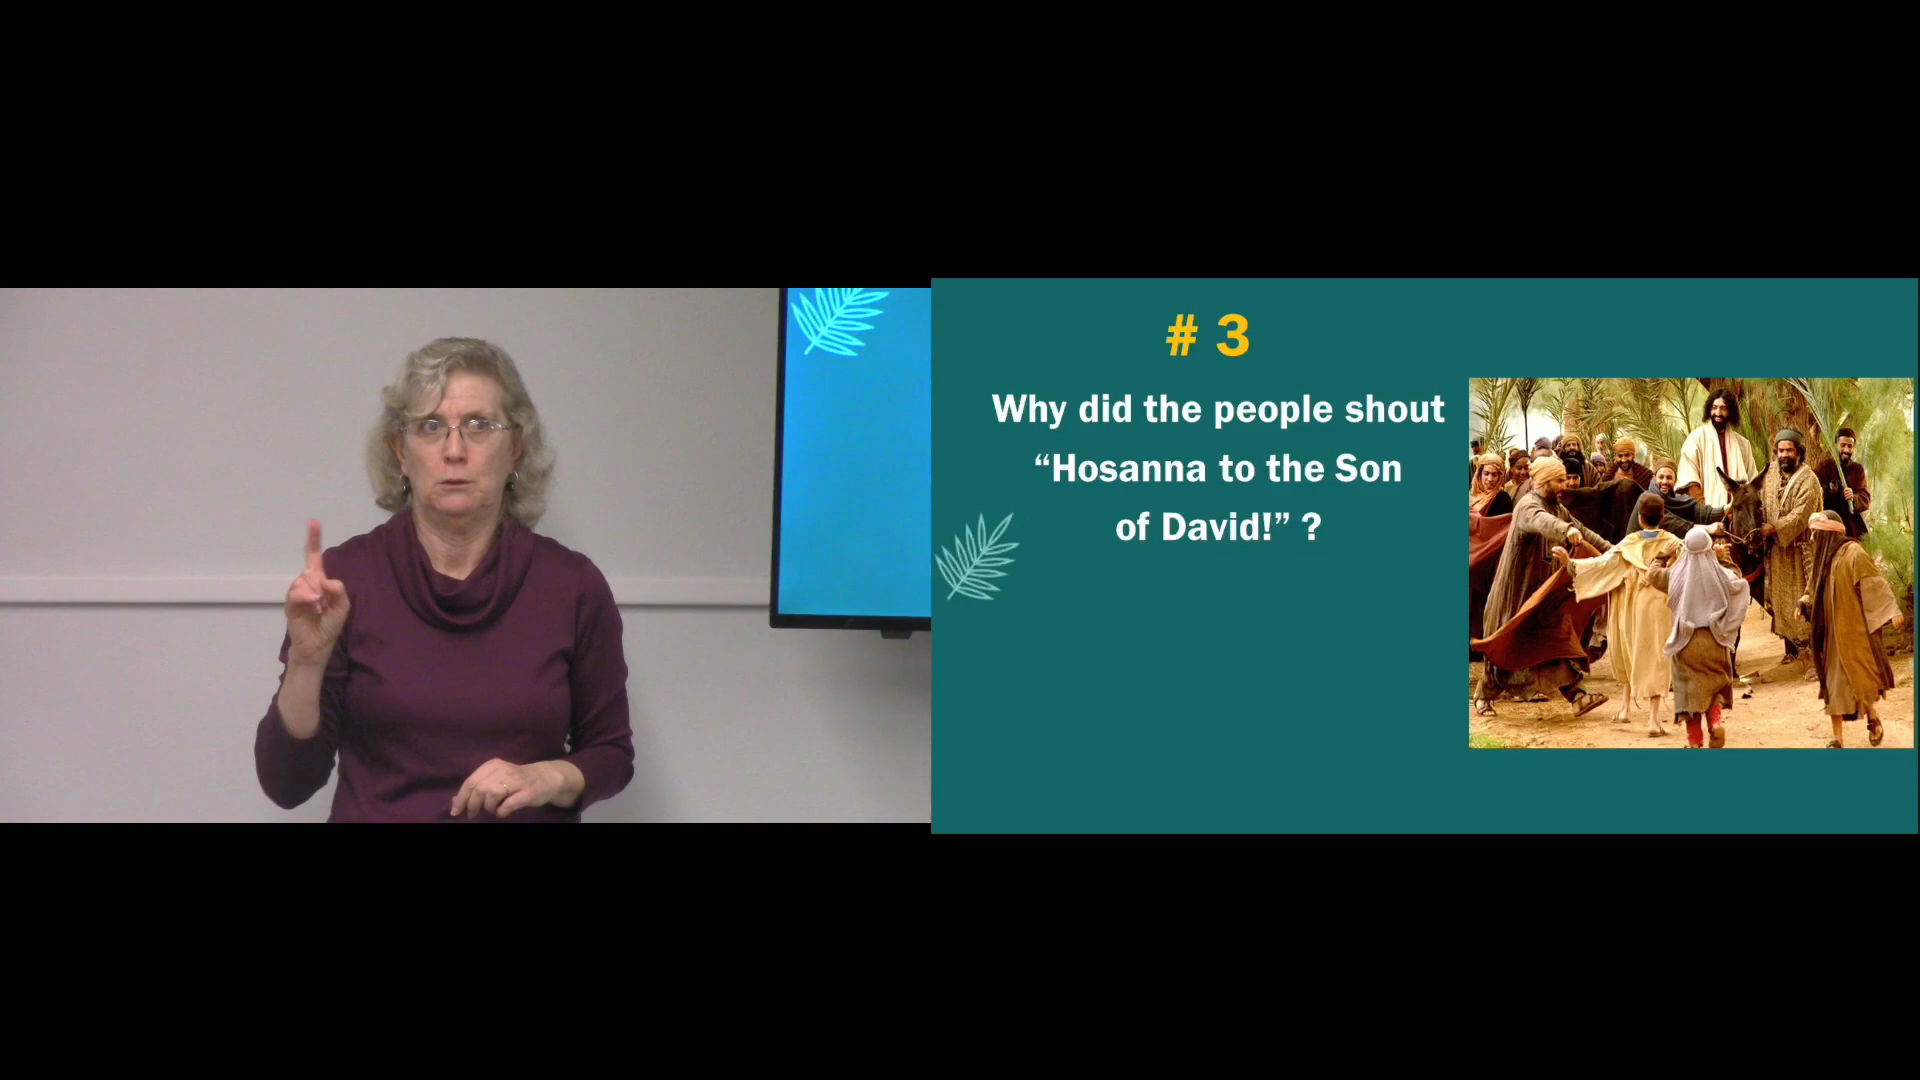 # 3
Why did the people shout
“Hosanna to the Son
of David!” ?